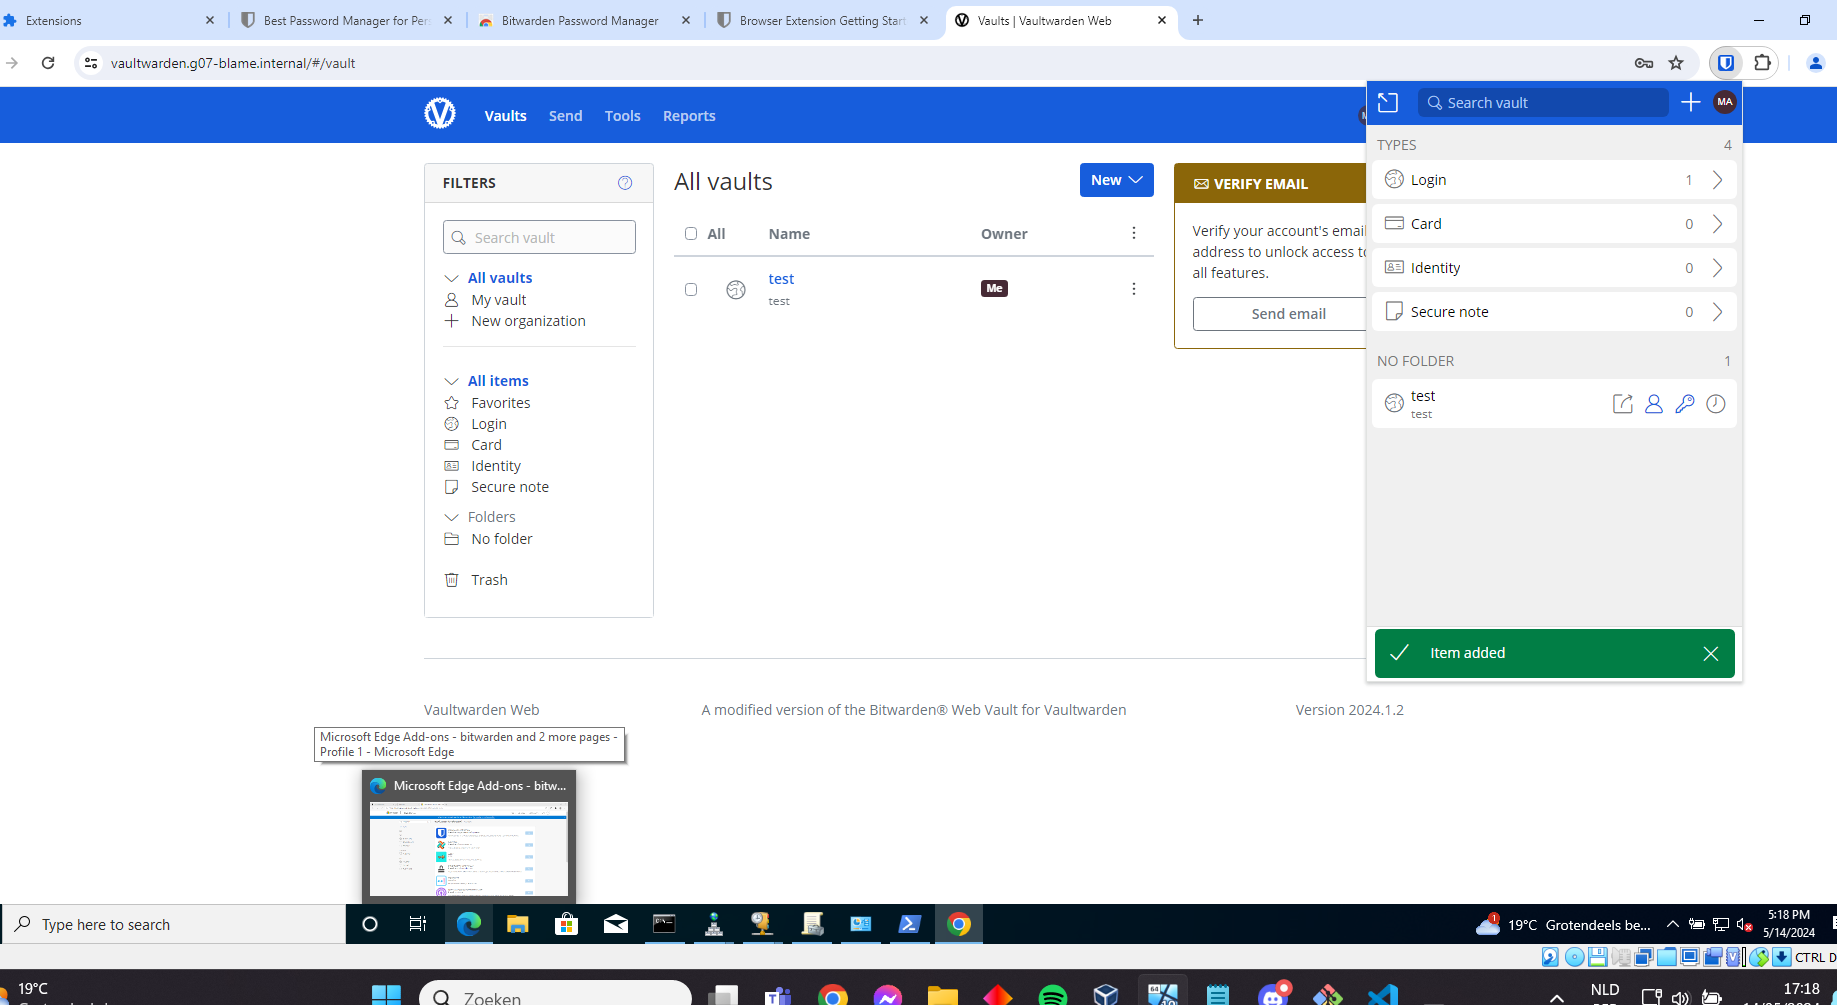 Extensions
Best Password Manager for Per
Bitwarden Password Manager
Browser Extension Getting Start
Vaults | Vaultwarden Web
vaultwarden.g07-blame.internal/#/vault
Vaults Send Tools Reports
Search vault
MA
TYPES 4
Login 1
Card 0
Identity 0
Secure note 0
NO FOLDER 1
test
test
Item added
FILTERS
Search vault
All vaults
My vault
New organization
All items
Favorites
Login
Card
Identity
Secure note
Folders
No folder
Trash
All vaults
New
All Name Owner
test
test
Me
VERIFY EMAIL
Verify your account's email
address to unlock access to
all features.
Send email
Vaultwarden Web
A modified version of the Bitwarden® Web Vault for Vaultwarden
Version 2024.1.2
Microsoft Edge Add-ons - bitwarden and 2 more pages -
Profile 1 - Microsoft Edge
Microsoft Edge Add-ons - bitw...
Type here to search
1
19°C Grotendeels be...
5:18 PM
5/14/2024
CTRL D
19°C
Zoeken
64
10
NLD
17:18